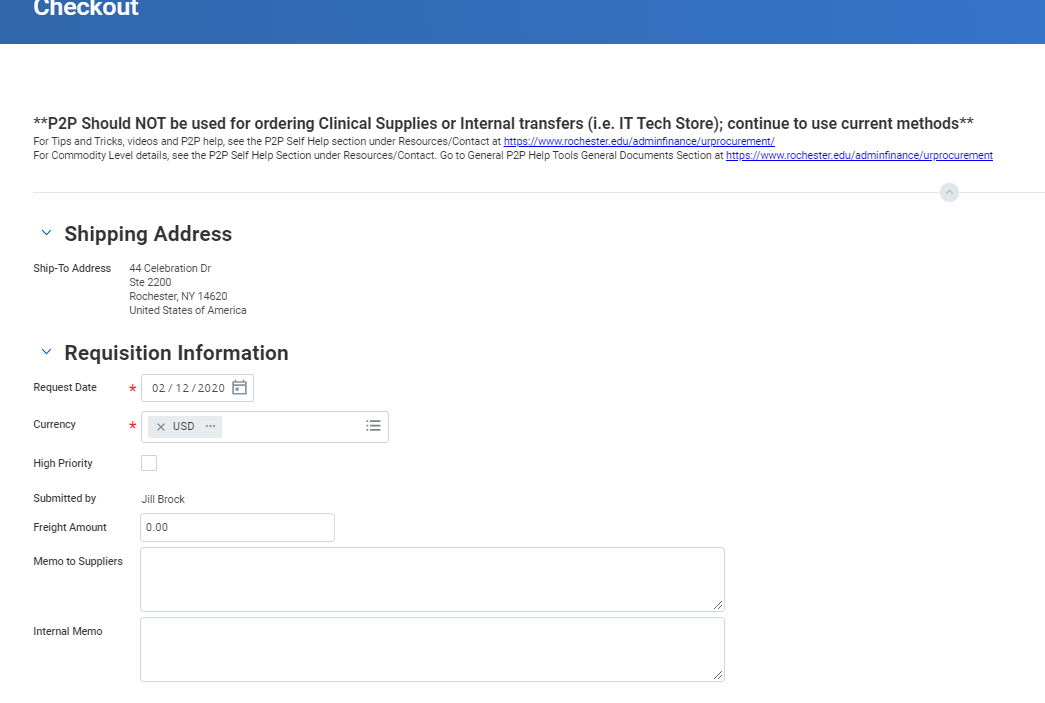 Checkout
**P2P Should NOT be used for ordering Clinical Supplies or Internal transfers (i.e. IT Tech Store); continue to use current methods**
For Tips and Tricks, videos and P2P help, see the P2P Self Help section under Resources/Contact at https://www.rochester.edu/adminfinance/urprocurement/
For Commodity Level details, see the P2P Self Help Section under Resources/Contact. Go to General P2P Help Tools General Documents Section at https://www.rochester.edu/adminfinance/urprocurement
Shipping Address
Ship-To Address 44 Celebration Dr
Ste 2200
Rochester, NY 14620
United States of America
Requisition Information
Request Date * 02 / 12 / 2020
Currency * × USD ···
High Priority
Submitted by Jill Brock
Freight Amount 0.00
Memo to Suppliers
Internal Memo